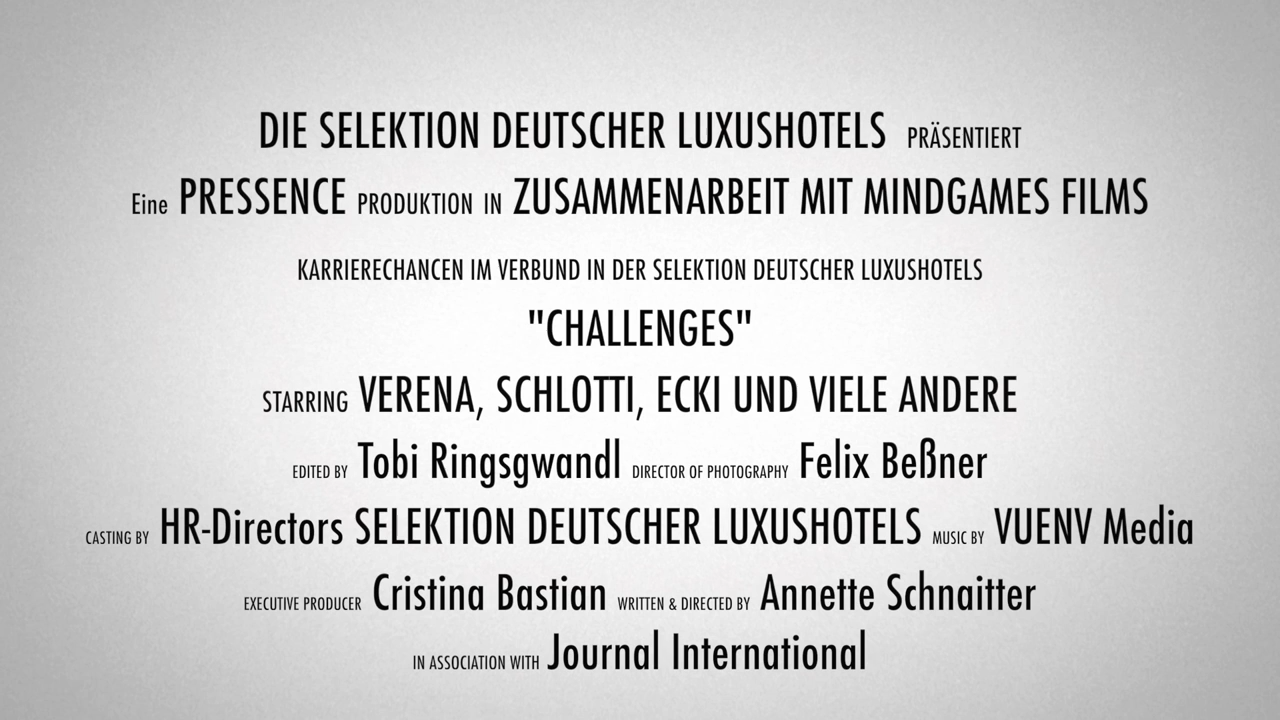 DIE SELEKTION DEUTSCHER LUXUSHOTELS PRÄSENTIERT
Eine PRESSENCE PRODUKTION IN ZUSAMMENARBEIT MIT MINDGAMES FILMS
KARRIERECHANCEN IM VERBUND IN DER SELEKTION DEUTSCHER LUXUSHOTELS
"CHALLENGES"
STARRING VERENA, SCHLOTTI, ECKI UND VIELE ANDERE
EDITED BY Tobi Ringsgwandl DIRECTOR OF PHOTOGRAPHY Felix Beßner
CASTING BY HR-Directors SELEKTION DEUTSCHER LUXUSHOTELS MUSIC BY VUENV Media
EXECUTIVE PRODUCER Cristina Bastian WRITTEN & DIRECTED BY Annette Schnaitter
IN ASSOCIATION WITH Journal International